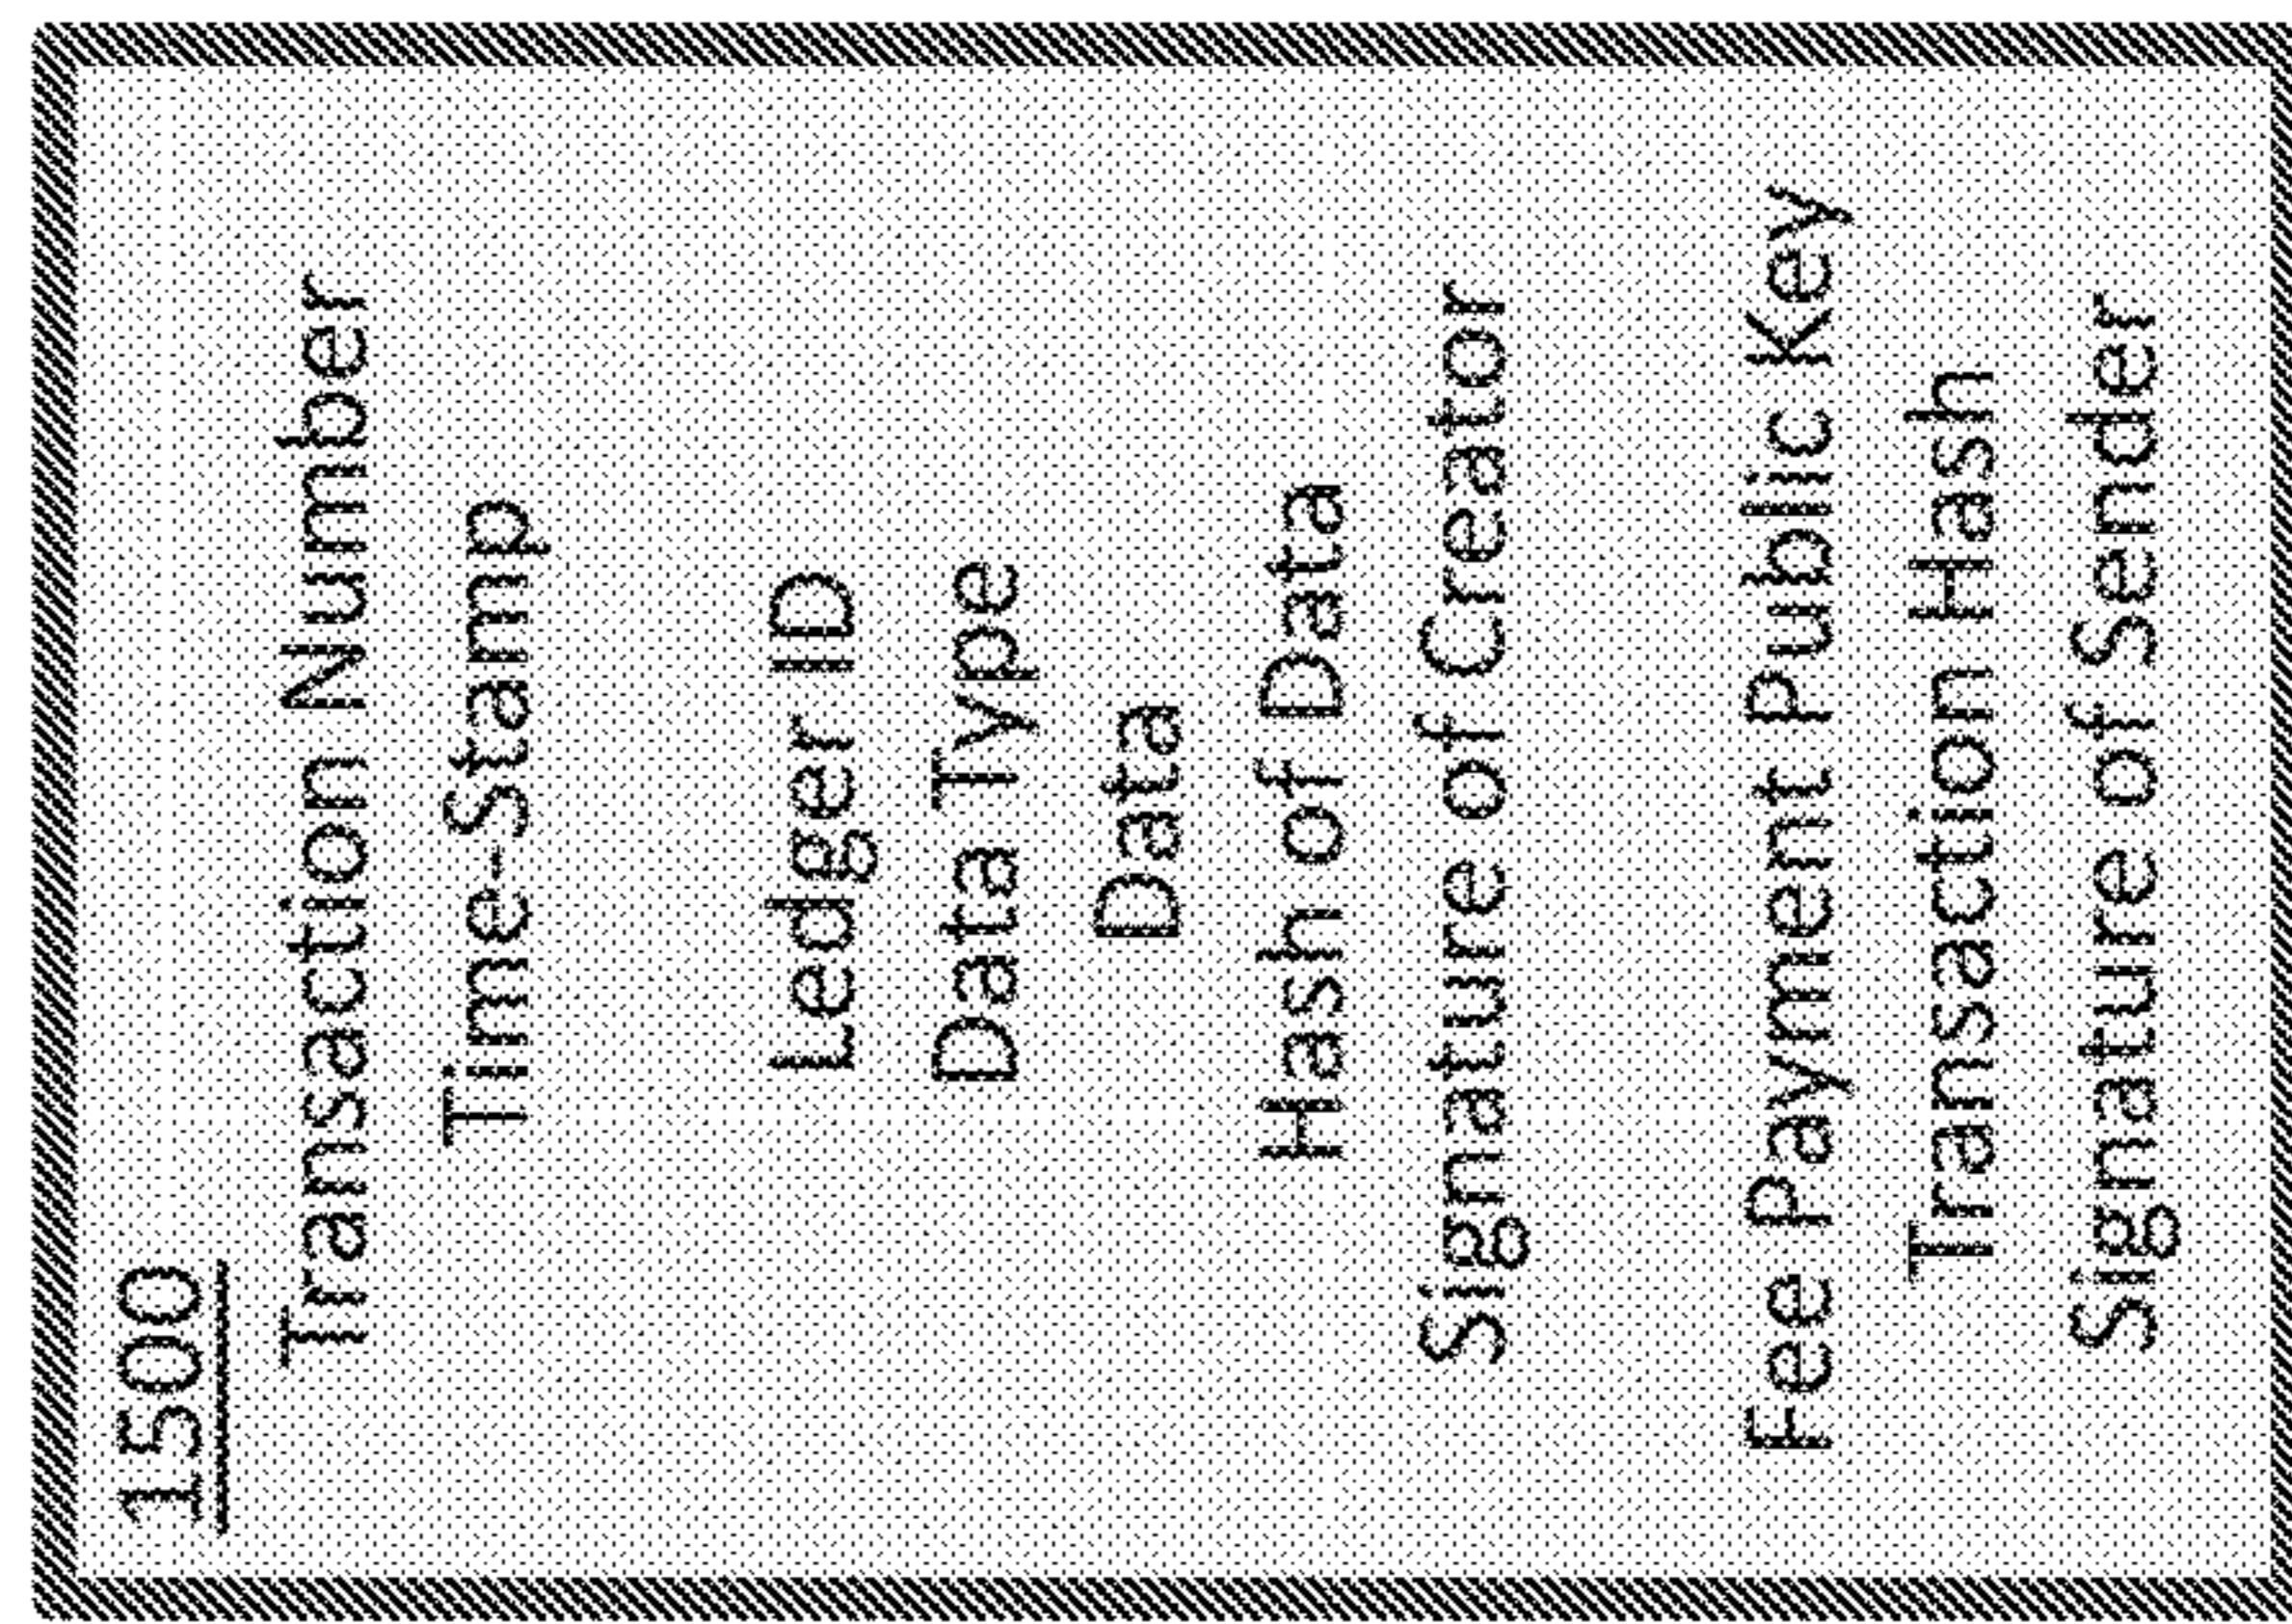 1500
Transaction Number
Time-Stamp
Ledger ID
Data Type
Data
Hash of Data
Signature of Creator
Fee Payment Public Key
Transaction Hash
Signature of Sender